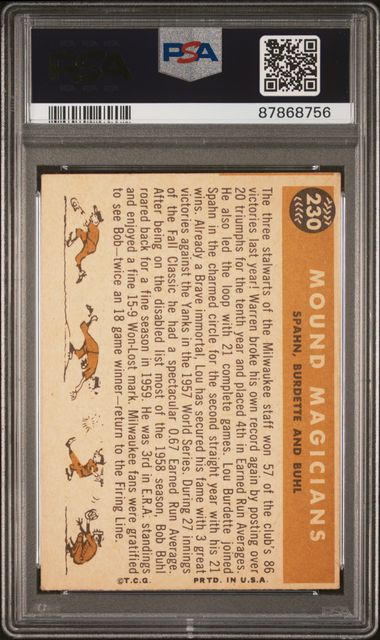 PSA
PSA
87868756
230
MOUND MAGICIANS
SPAHN, BURDETTE AND BUHL
The three stalwarts of the Milwaukee staff won 57 of the club's 86
victories last year! Warren broke his own record again by posting over
20 triumphs for the tenth year and placed 4th in Earned Run Averages.
He also led the loop with 21 complete games. Lou Burdette joined
Spahn in the charmed circle for the second straight year with his 21
wins. Already a Brave immortal, Lou has secured his fame with 3 great
victories against the Yanks in the 1957 World Series. During 27 innings
of the Fall Classic he had a spectacular 0.67 Earned Run Average.
After being on the disabled list most of the 1958 season, Bob Buhl
roared back for a fine season in 1959. He was 3rd in E.R.A. standings
and enjoyed a fine 15-9 Won-Lost mark. Milwaukee fans were gratified
to see Bob—twice an 18 game winner—return to the Firing Line.
©T.C.G. PRTD. IN U.S.A.